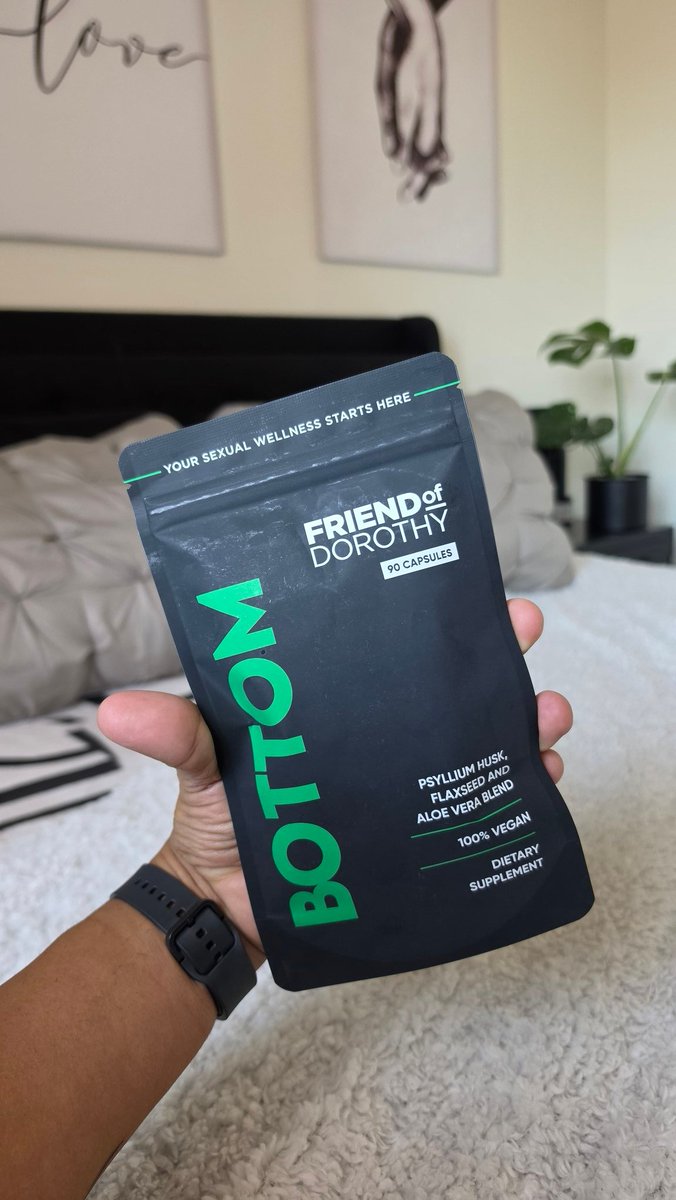 love
YOUR SEXUAL WELLNESS STARTS HERE
FRIEND of
DOROTHY
90 CAPSULES
BOTTOM
PSYLLIUM HUSK,
FLAXSEED AND
ALOE VERA BLEND
100% VEGAN
DIETARY
SUPPLEMENT